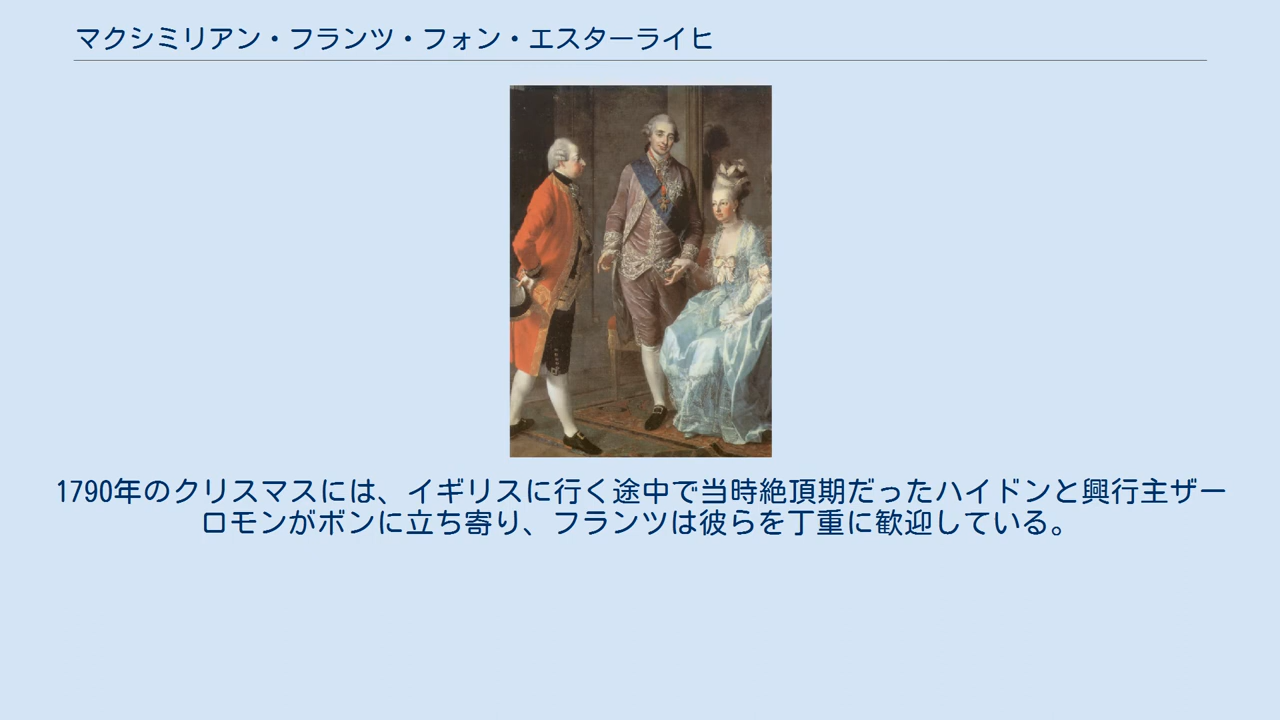 マクシミリアン・フランツ・フォン・エスターライヒ
1790年のクリスマスには、イギリスに行く途中で当時絶頂期だったハイドンと興行主ザー
ロモンがボンに立ち寄り、フランツは彼らを丁重に歓迎している。